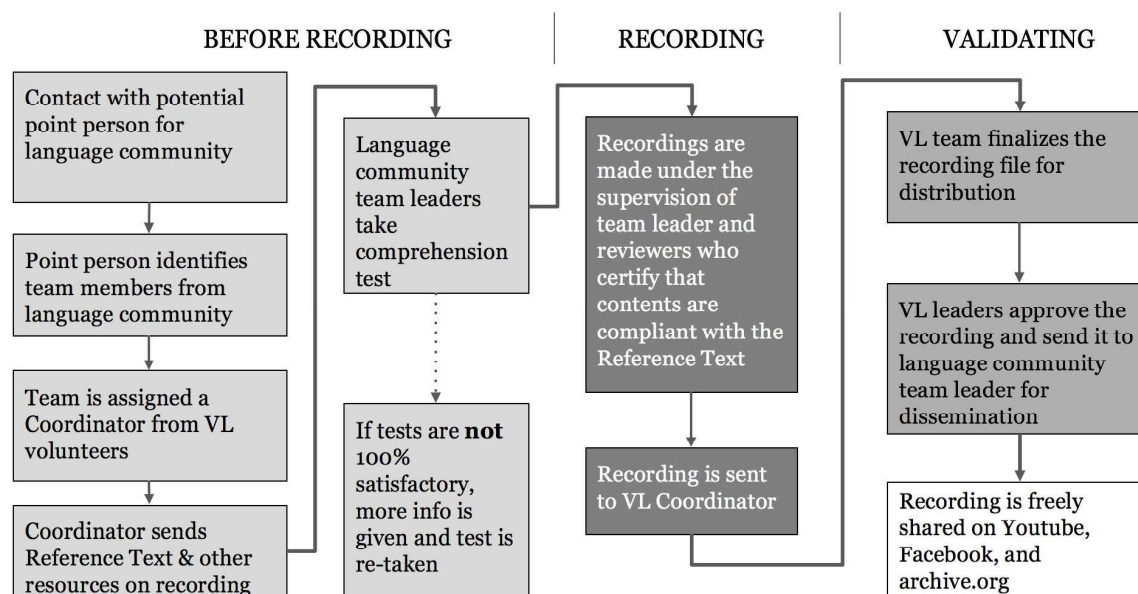 BEFORE RECORDING
RECORDING
VALIDATING
Contact with potential
point person for
language community
Point person identifies
team members from
language community
Team is assigned a
Coordinator from VL
volunteers
Coordinator sends
Reference Text & other
resources on recording
Language
community
team leaders
take
comprehension
test
If tests are not
100%
satisfactory,
more info is
given and test is
re-taken
Recordings are
made under the
supervision of
team leader and
reviewers who
certify that
contents are
compliant with the
Reference Text
Recording is sent
to VL Coordinator
VL team finalizes the
recording file for
distribution
VL leaders approve the
recording and send it to
language community
team leader for
dissemination
Recording is freely
shared on Youtube,
Facebook, and
archive.org